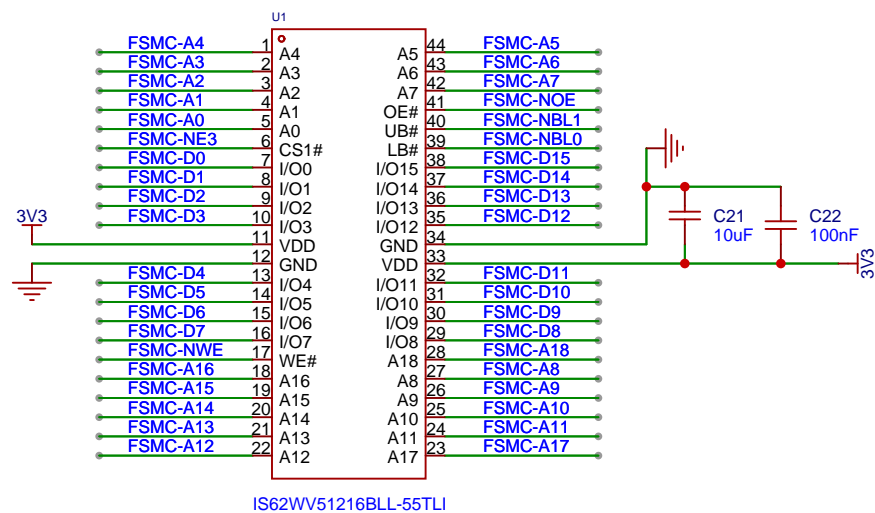 U1
FSMC-A4 1 A4 A5 44 FSMC-A5
FSMC-A3 2 A3 A6 43 FSMC-A6
FSMC-A2 3 A2 A7 42 FSMC-A7
FSMC-A1 4 A1 OE# 41 FSMC-NOE
FSMC-A0 5 A0 UB# 40 FSMC-NBL1
FSMC-NE3 6 CS1# LB# 39 FSMC-NBL0
FSMC-D0 7 I/O0 I/O15 38 FSMC-D15
FSMC-D1 8 I/O1 I/O14 37 FSMC-D14
FSMC-D2 9 I/O2 I/O13 36 FSMC-D13
FSMC-D3 10 I/O3 I/O12 35 FSMC-D12
3V3 11 VDD GND 34
12 GND VDD 33
FSMC-D4 13 I/O4 I/O11 32 FSMC-D11
FSMC-D5 14 I/O5 I/O10 31 FSMC-D10
FSMC-D6 15 I/O6 I/O9 30 FSMC-D9
FSMC-D7 16 I/O7 I/O8 29 FSMC-D8
FSMC-NWE 17 WE# A18 28 FSMC-A18
FSMC-A16 18 A16 A8 27 FSMC-A8
FSMC-A15 19 A15 A9 26 FSMC-A9
FSMC-A14 20 A14 A10 25 FSMC-A10
FSMC-A13 21 A13 A11 24 FSMC-A11
FSMC-A12 22 A12 A17 23 FSMC-A17
C21
10uF
C22
100nF
3V3
IS62WV51216BLL-55TLI